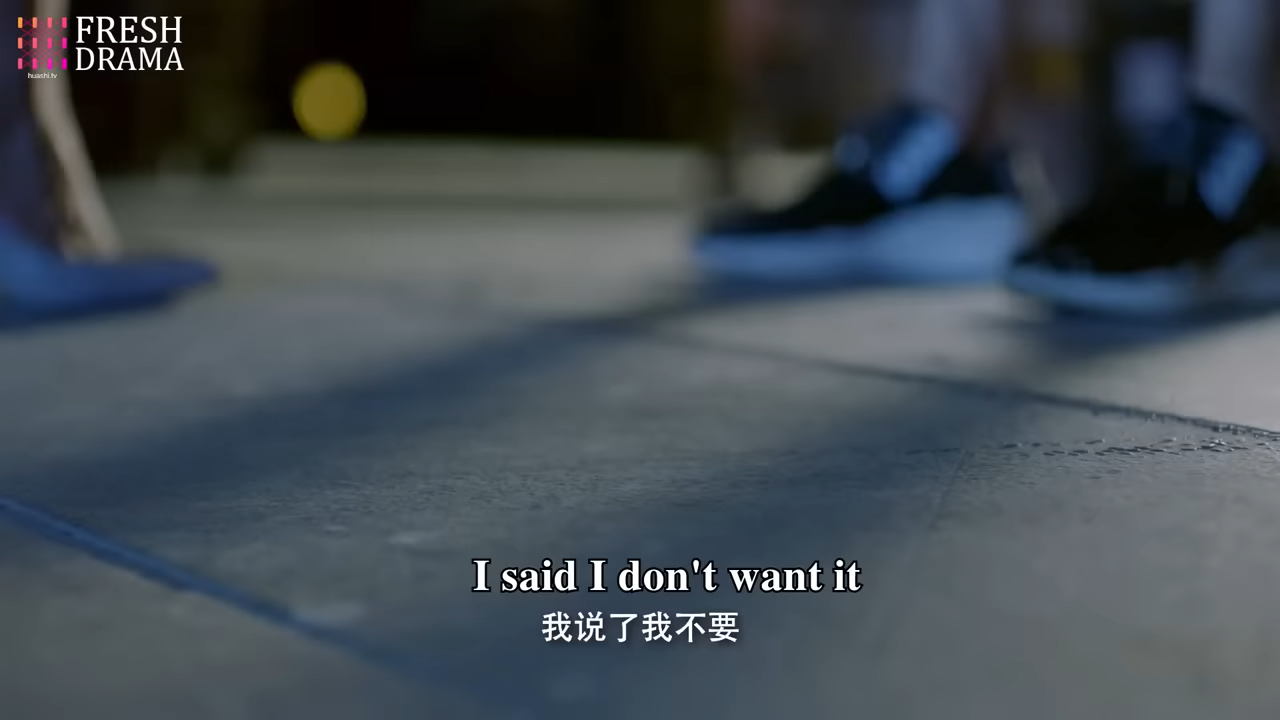 FRESH
DRAMA
huashi.tv
I said I don't want it
我说了我不要